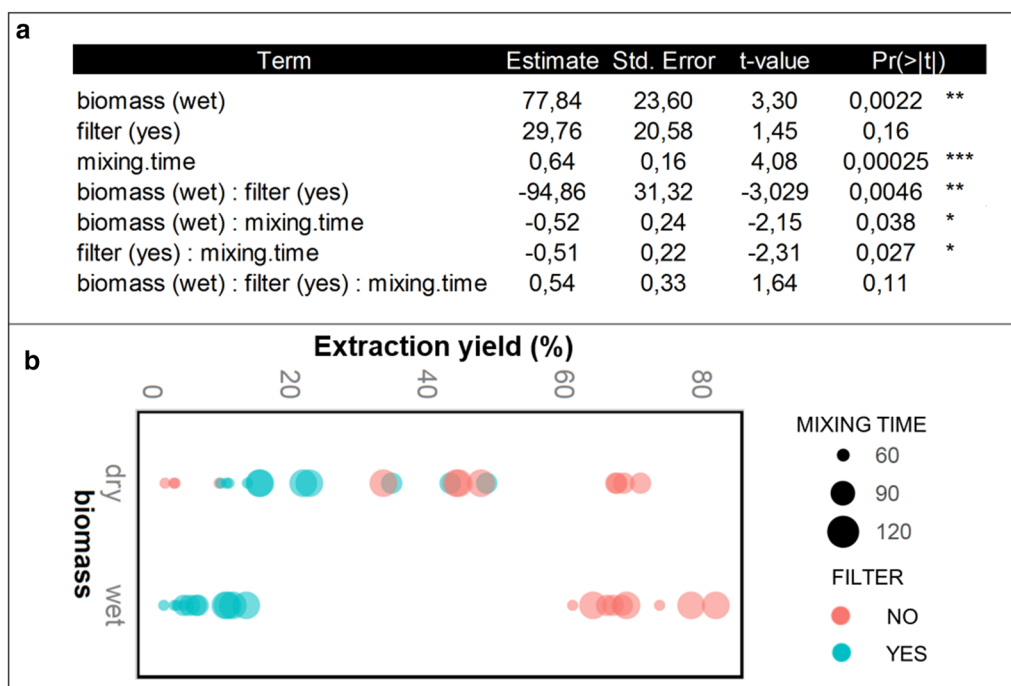 a
Term Estimate Std. Error t-value Pr(>|t|)
biomass (wet) 77,84 23,60 3,30 0,0022 **
filter (yes) 29,76 20,58 1,45 0,16
mixing.time 0,64 0,16 4,08 0,00025 ***
biomass (wet) : filter (yes) -94,86 31,32 -3,029 0,0046 **
biomass (wet) : mixing.time -0,52 0,24 -2,15 0,038 *
filter (yes) : mixing.time -0,51 0,22 -2,31 0,027 *
biomass (wet) : filter (yes) : mixing.time 0,54 0,33 1,64 0,11
b
Extraction yield (%)
0 20 40 60 80
dry
wet
biomass
MIXING TIME
60
90
120
FILTER
NO
YES